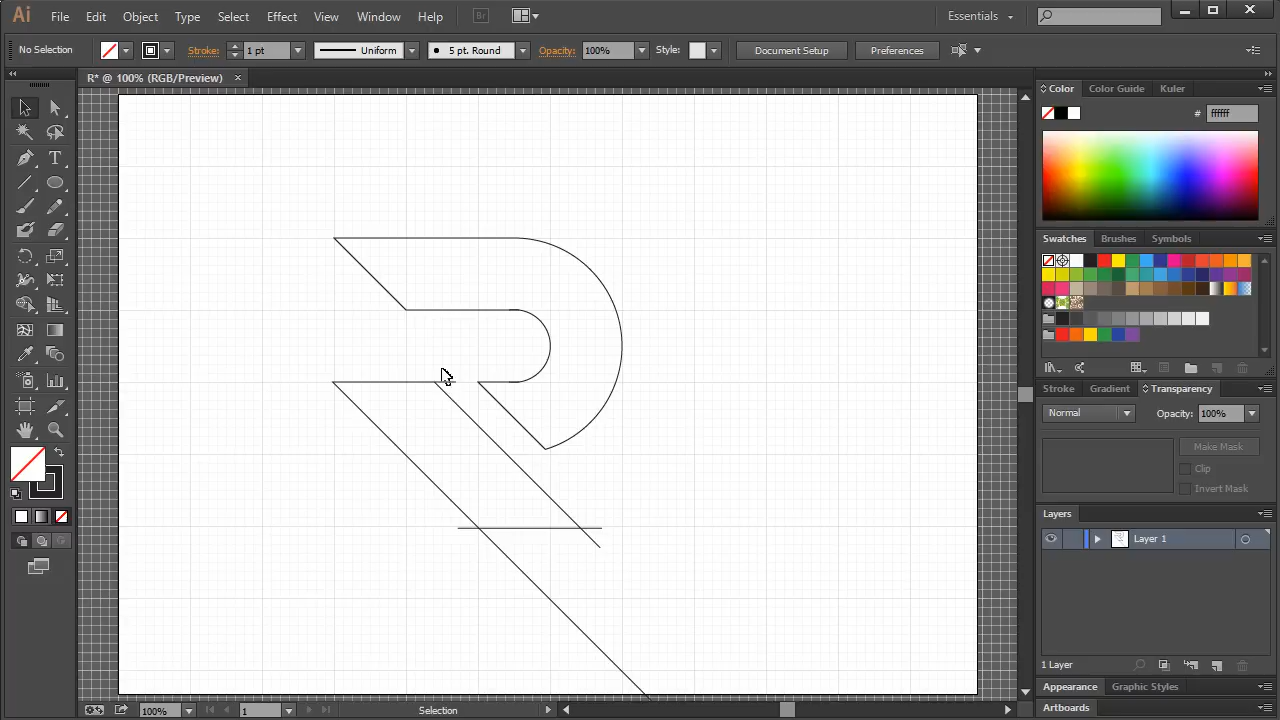 Ai File Edit Object Type Select Effect View Window Help Br Essentials
No Selection Stroke: 1 pt Uniform 5 pt. Round Opacity: 100% Style: Document Setup Preferences
R* @ 100% (RGB/Preview)
Color Color Guide Kuler
# ffffff
Swatches Brushes Symbols
Stroke Gradient Transparency
Normal Opacity: 100%
Make Mask
Clip
Invert Mask
Layers
Layer 1
1 Layer
Appearance Graphic Styles
Artboards
100% 1 Selection